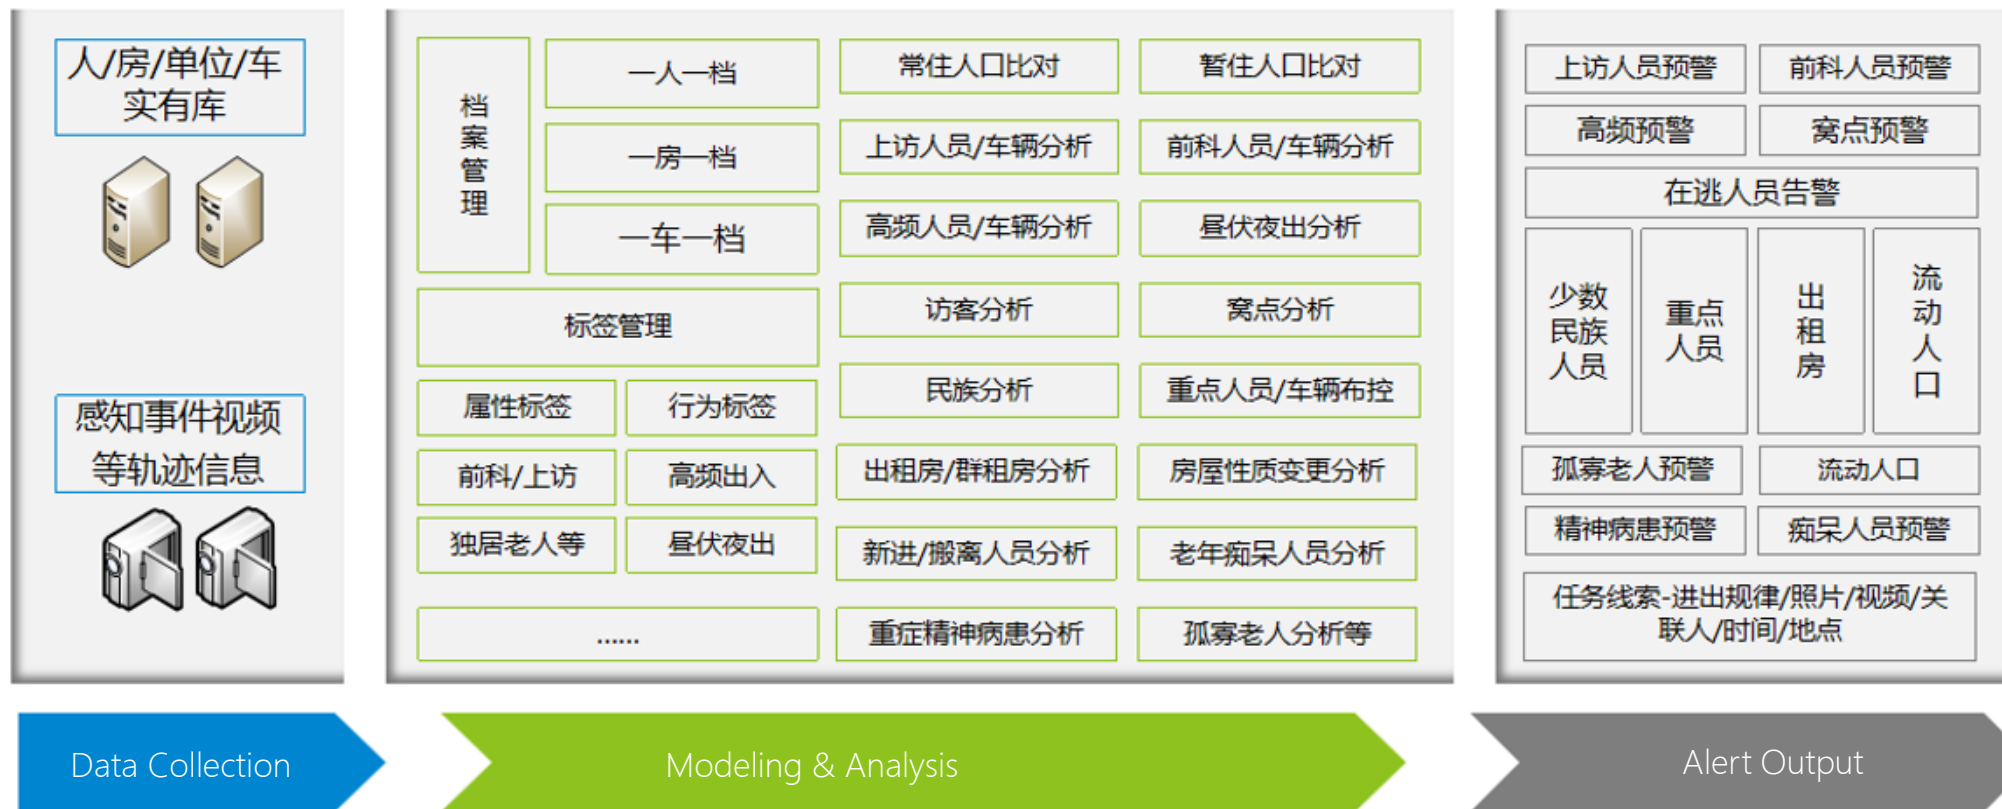 人/房/单位/车
实有库
感知事件视频
等轨迹信息
档
案
管
理
一人一档
一房一档
一车一档
标签管理
属性标签
行为标签
前科/上访
高频出入
独居老人等
昼伏夜出
......
常住人口比对
暂住人口比对
上访人员/车辆分析
前科人员/车辆分析
高频人员/车辆分析
昼伏夜出分析
访客分析
窝点分析
民族分析
重点人员/车辆布控
出租房/群租房分析
房屋性质变更分析
新进/搬离人员分析
老年痴呆人员分析
重症精神病患分析
孤寡老人分析等
上访人员预警
前科人员预警
高频预警
窝点预警
在逃人员告警
少数
民族
人员
重点
人员
出
租
房
流
动
人
口
孤寡老人预警
流动人口
精神病患预警
痴呆人员预警
任务线索-进出规律/照片/视频/关
联人/时间/地点
Data Collection
Modeling & Analysis
Alert Output